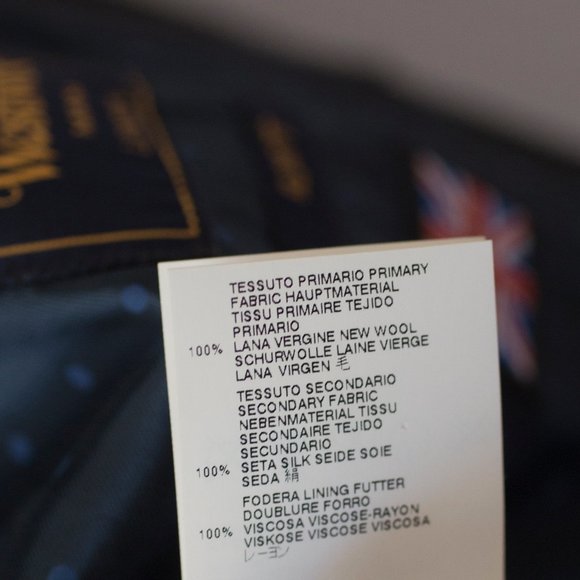 TESSUTO PRIMARIO PRIMARY
FABRIC HAUPTMATERIAL
TISSU PRIMAIRE TEJIDO
PRIMARIO
100% LANA VERGINE NEW WOOL
SCHURWOLLE LAINE VIERGE
LANA VIRGEN 毛
TESSUTO SECONDARIO
SECONDARY FABRIC
NEBENMATERIAL TISSU
SECONDAIRE TEJIDO
SECUNDARIO
100% SETA SILK SEIDE SOIE
SEDA 絹
FODERA LINING FUTTER
DOUBLURE FORRO
100% VISCOSA VISCOSE-RAYON
VISKOSE VISCOSE VISCOSA
レーヨン